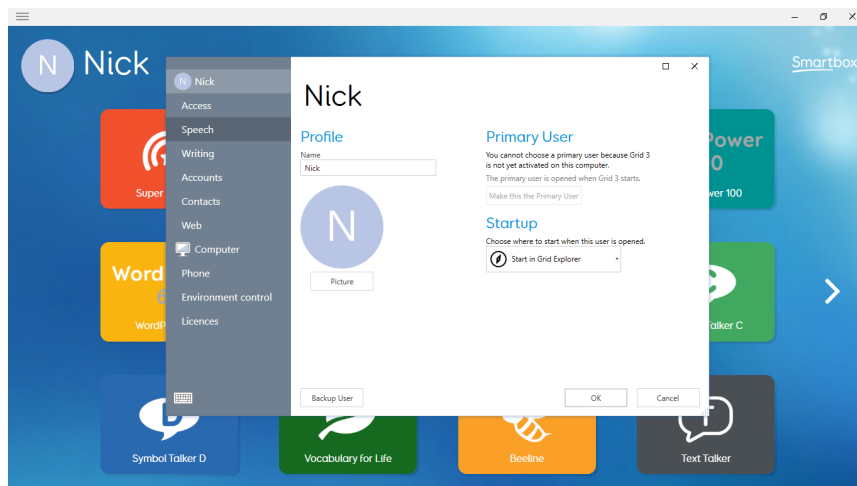 N Nick
Smartbox
N Nick
Access
Speech
Writing
Accounts
Contacts
Web
Computer
Phone
Environment control
Licences
Nick
Profile
Name
Nick
N
Picture
Primary User
You cannot choose a primary user because Grid 3
is not yet activated on this computer.
The primary user is opened when Grid 3 starts.
Make this the Primary User
Startup
Choose where to start when this user is opened.
Start in Grid Explorer
Backup User
OK
Cancel
Super
Power
0
wer 100
Word
WordP
alker C
Symbol Talker D
Vocabulary for Life
Beeline
Text Talker